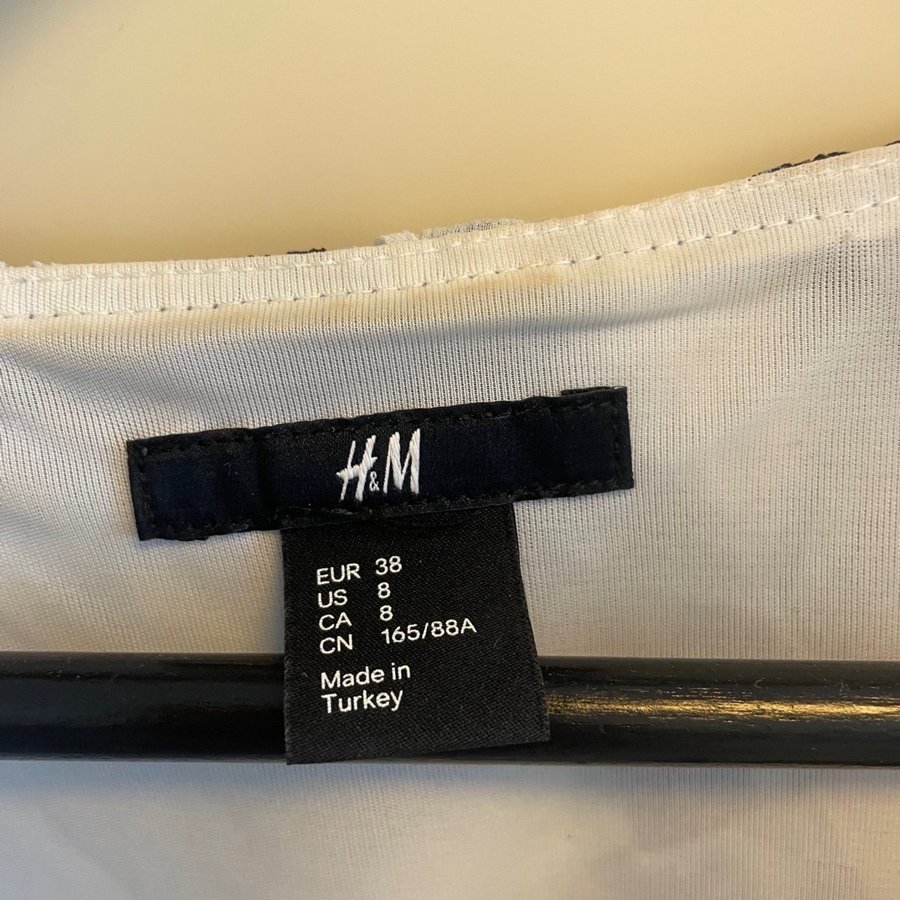 H&M
EUR 38
US 8
CA 8
CN 165/88A
Made in
Turkey